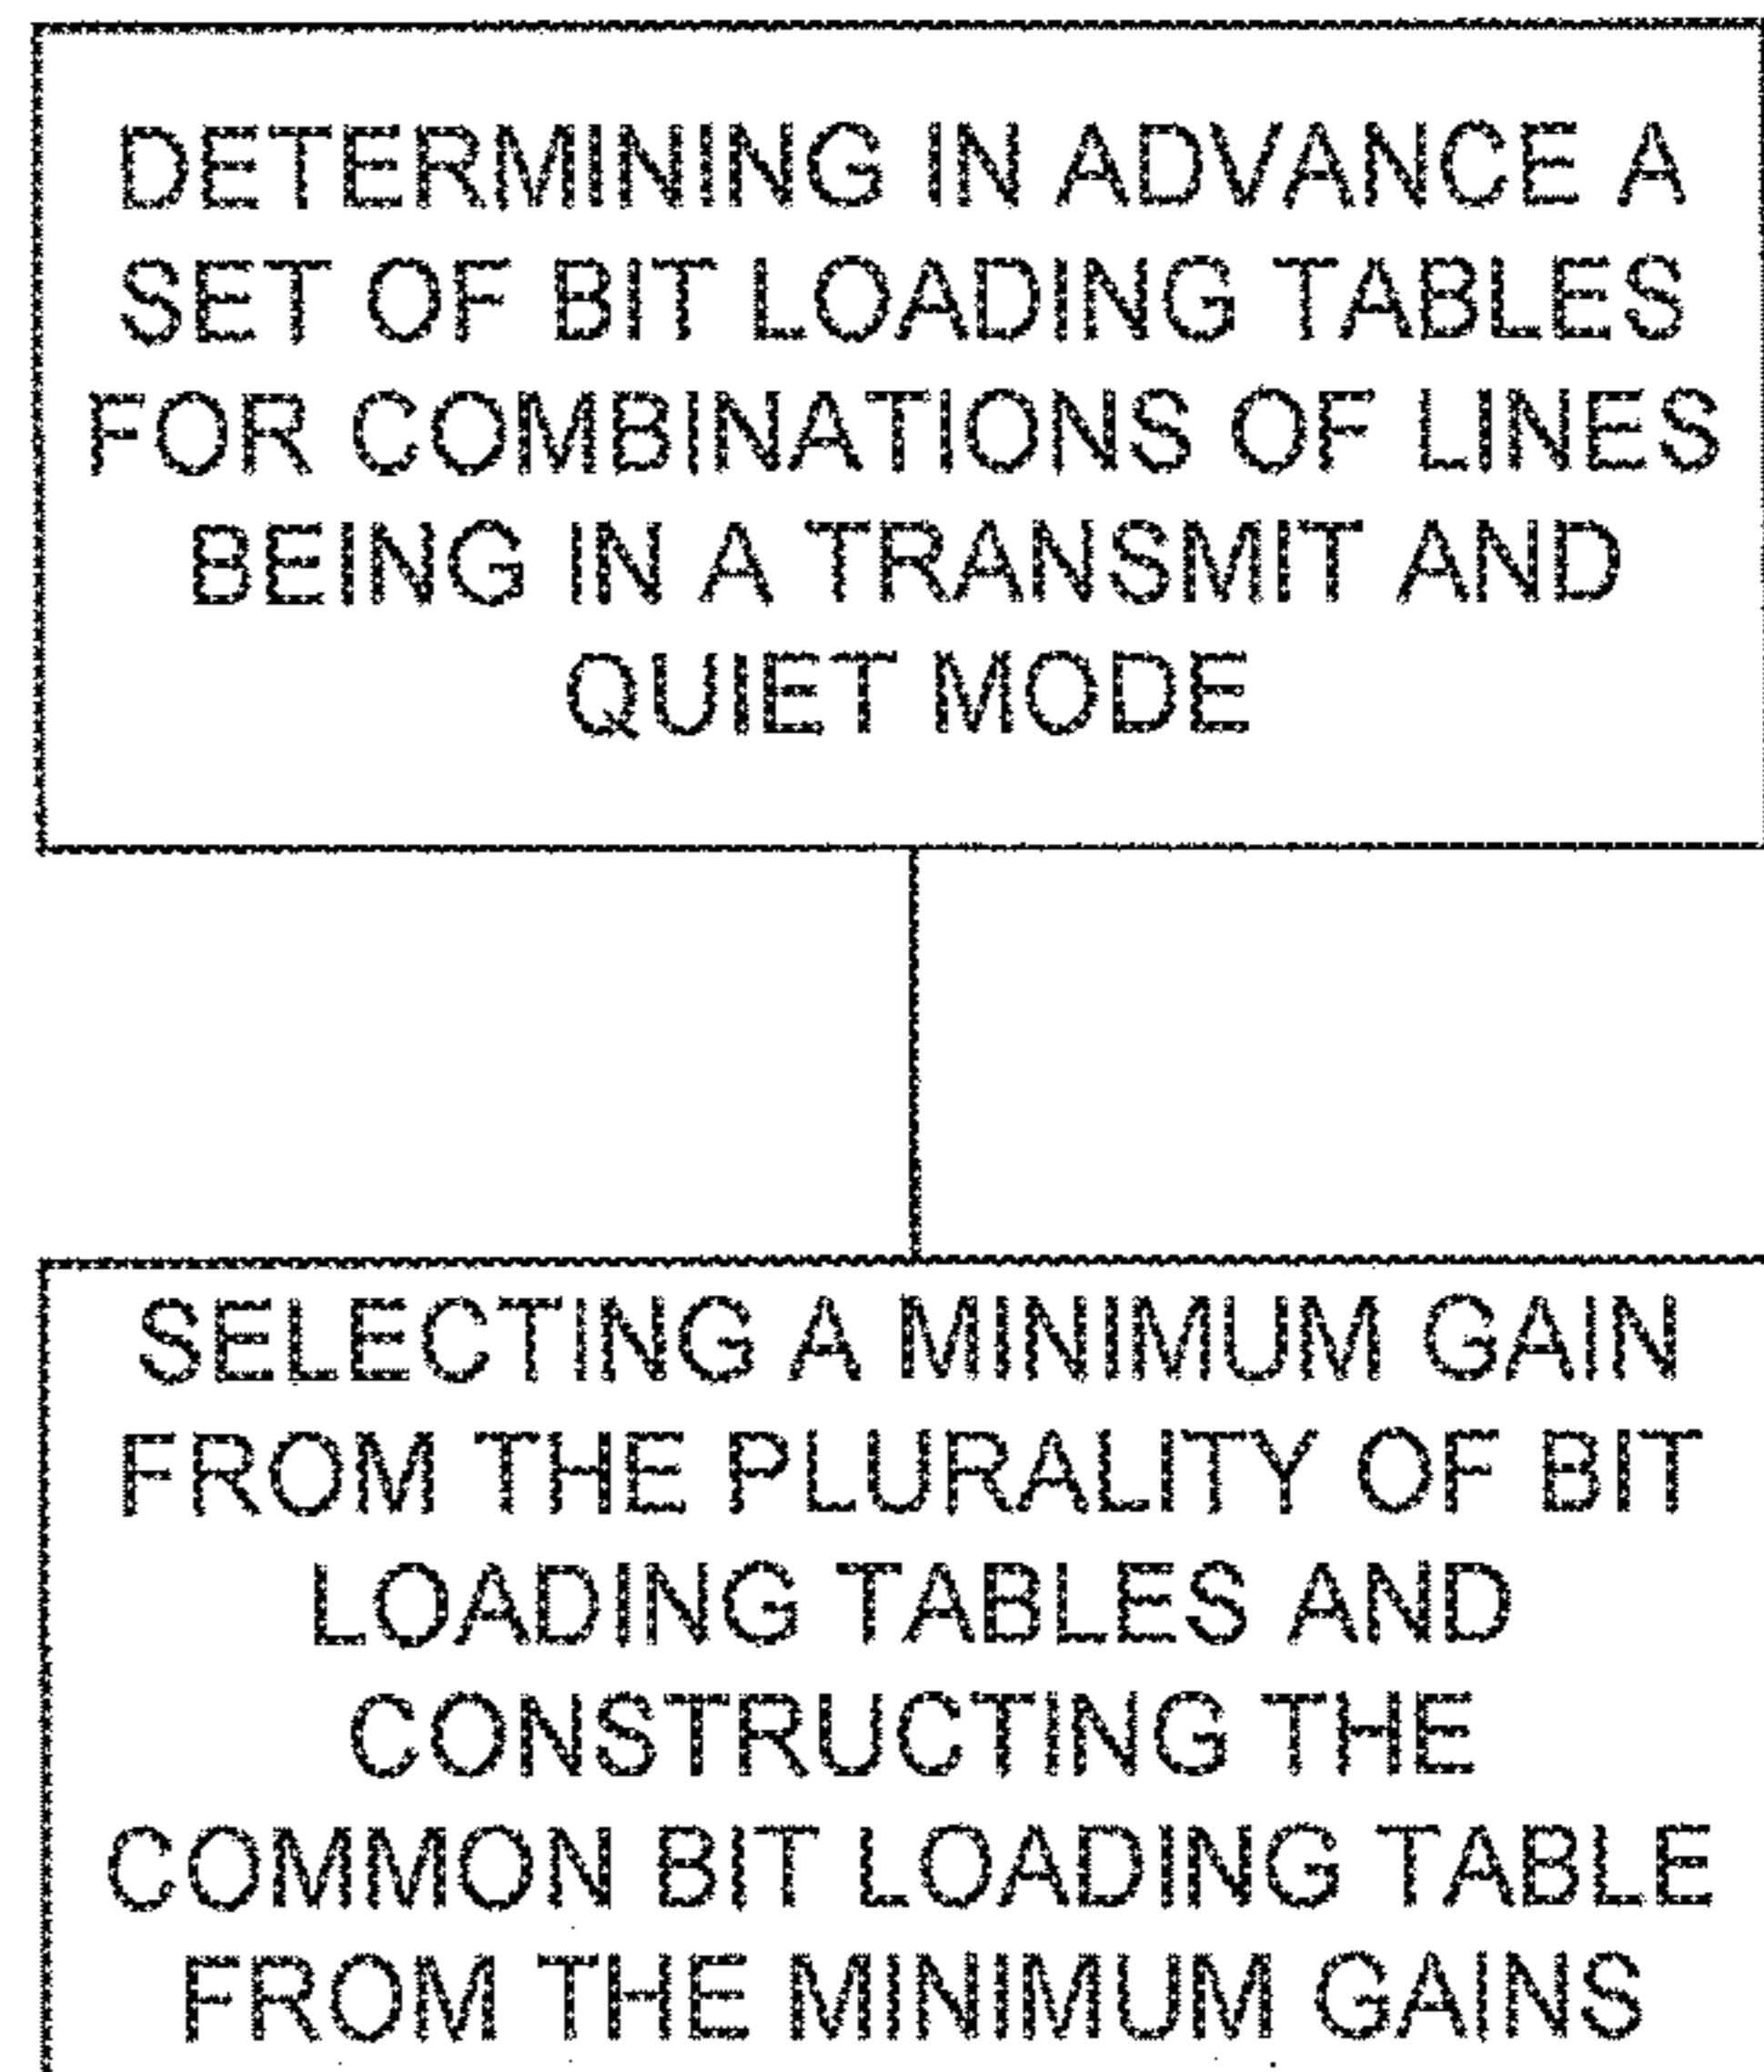 DETERMINING IN ADVANCE A
SET OF BIT LOADING TABLES
FOR COMBINATIONS OF LINES
BEING IN A TRANSMIT AND
QUIET MODE
SELECTING A MINIMUM GAIN
FROM THE PLURALITY OF BIT
LOADING TABLES AND
CONSTRUCTING THE
COMMON BIT LOADING TABLE
FROM THE MINIMUM GAINS